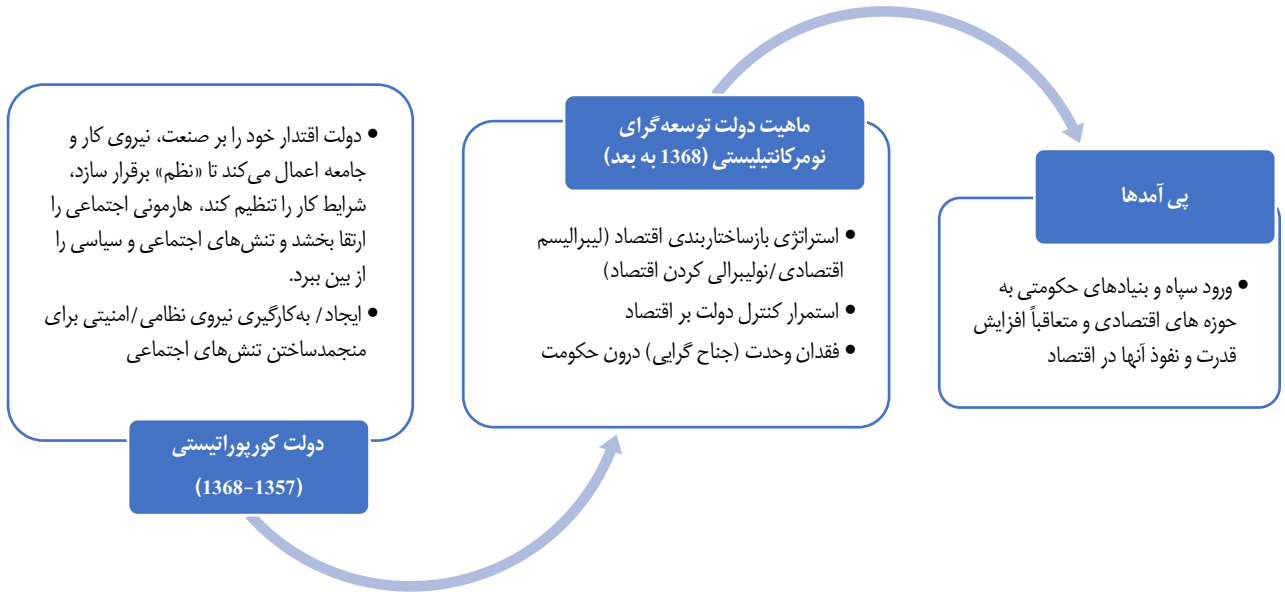 ● دولت اقتدار خود را بر صنعت، نیروی کار و
جامعه اعمال می‌کند تا «نظم» برقرار سازد،
شرایط کار را تنظیم کند، هارمونی اجتماعی را
ارتقا بخشد و تنش‌های اجتماعی و سیاسی را
از بین ببرد.
● ایجاد/ به‌کارگیری نیروی نظامی/امنیتی برای
منجمدساختن تنش‌های اجتماعی
دولت کورپوراتیستی
(1357-1368)
ماهیت دولت توسعه‌گرای
نومرکانتیلیستی (1368 به بعد)
● استراتژی بازساختاربندی اقتصاد (لیبرالیسم
اقتصادی/نولیبرالی کردن اقتصاد)
● استمرار کنترل دولت بر اقتصاد
● فقدان وحدت (جناح گرایی) درون حکومت
پی آمدها
● ورود سپاه و بنیادهای حکومتی به
حوزه های اقتصادی و متعاقباً افزایش
قدرت و نفوذ آنها در اقتصاد